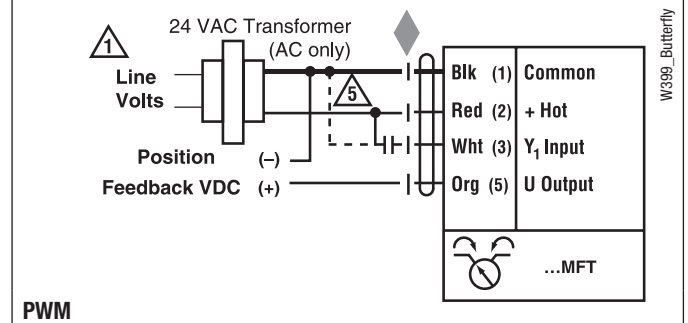 24 VAC Transformer
(AC only)
1
Line
Volts
5
Blk (1) Common
Red (2) + Hot
Wht (3) Y1 Input
Org (5) U Output
Position (–)
Feedback VDC (+)
...MFT
W399_Butterfly
PWM